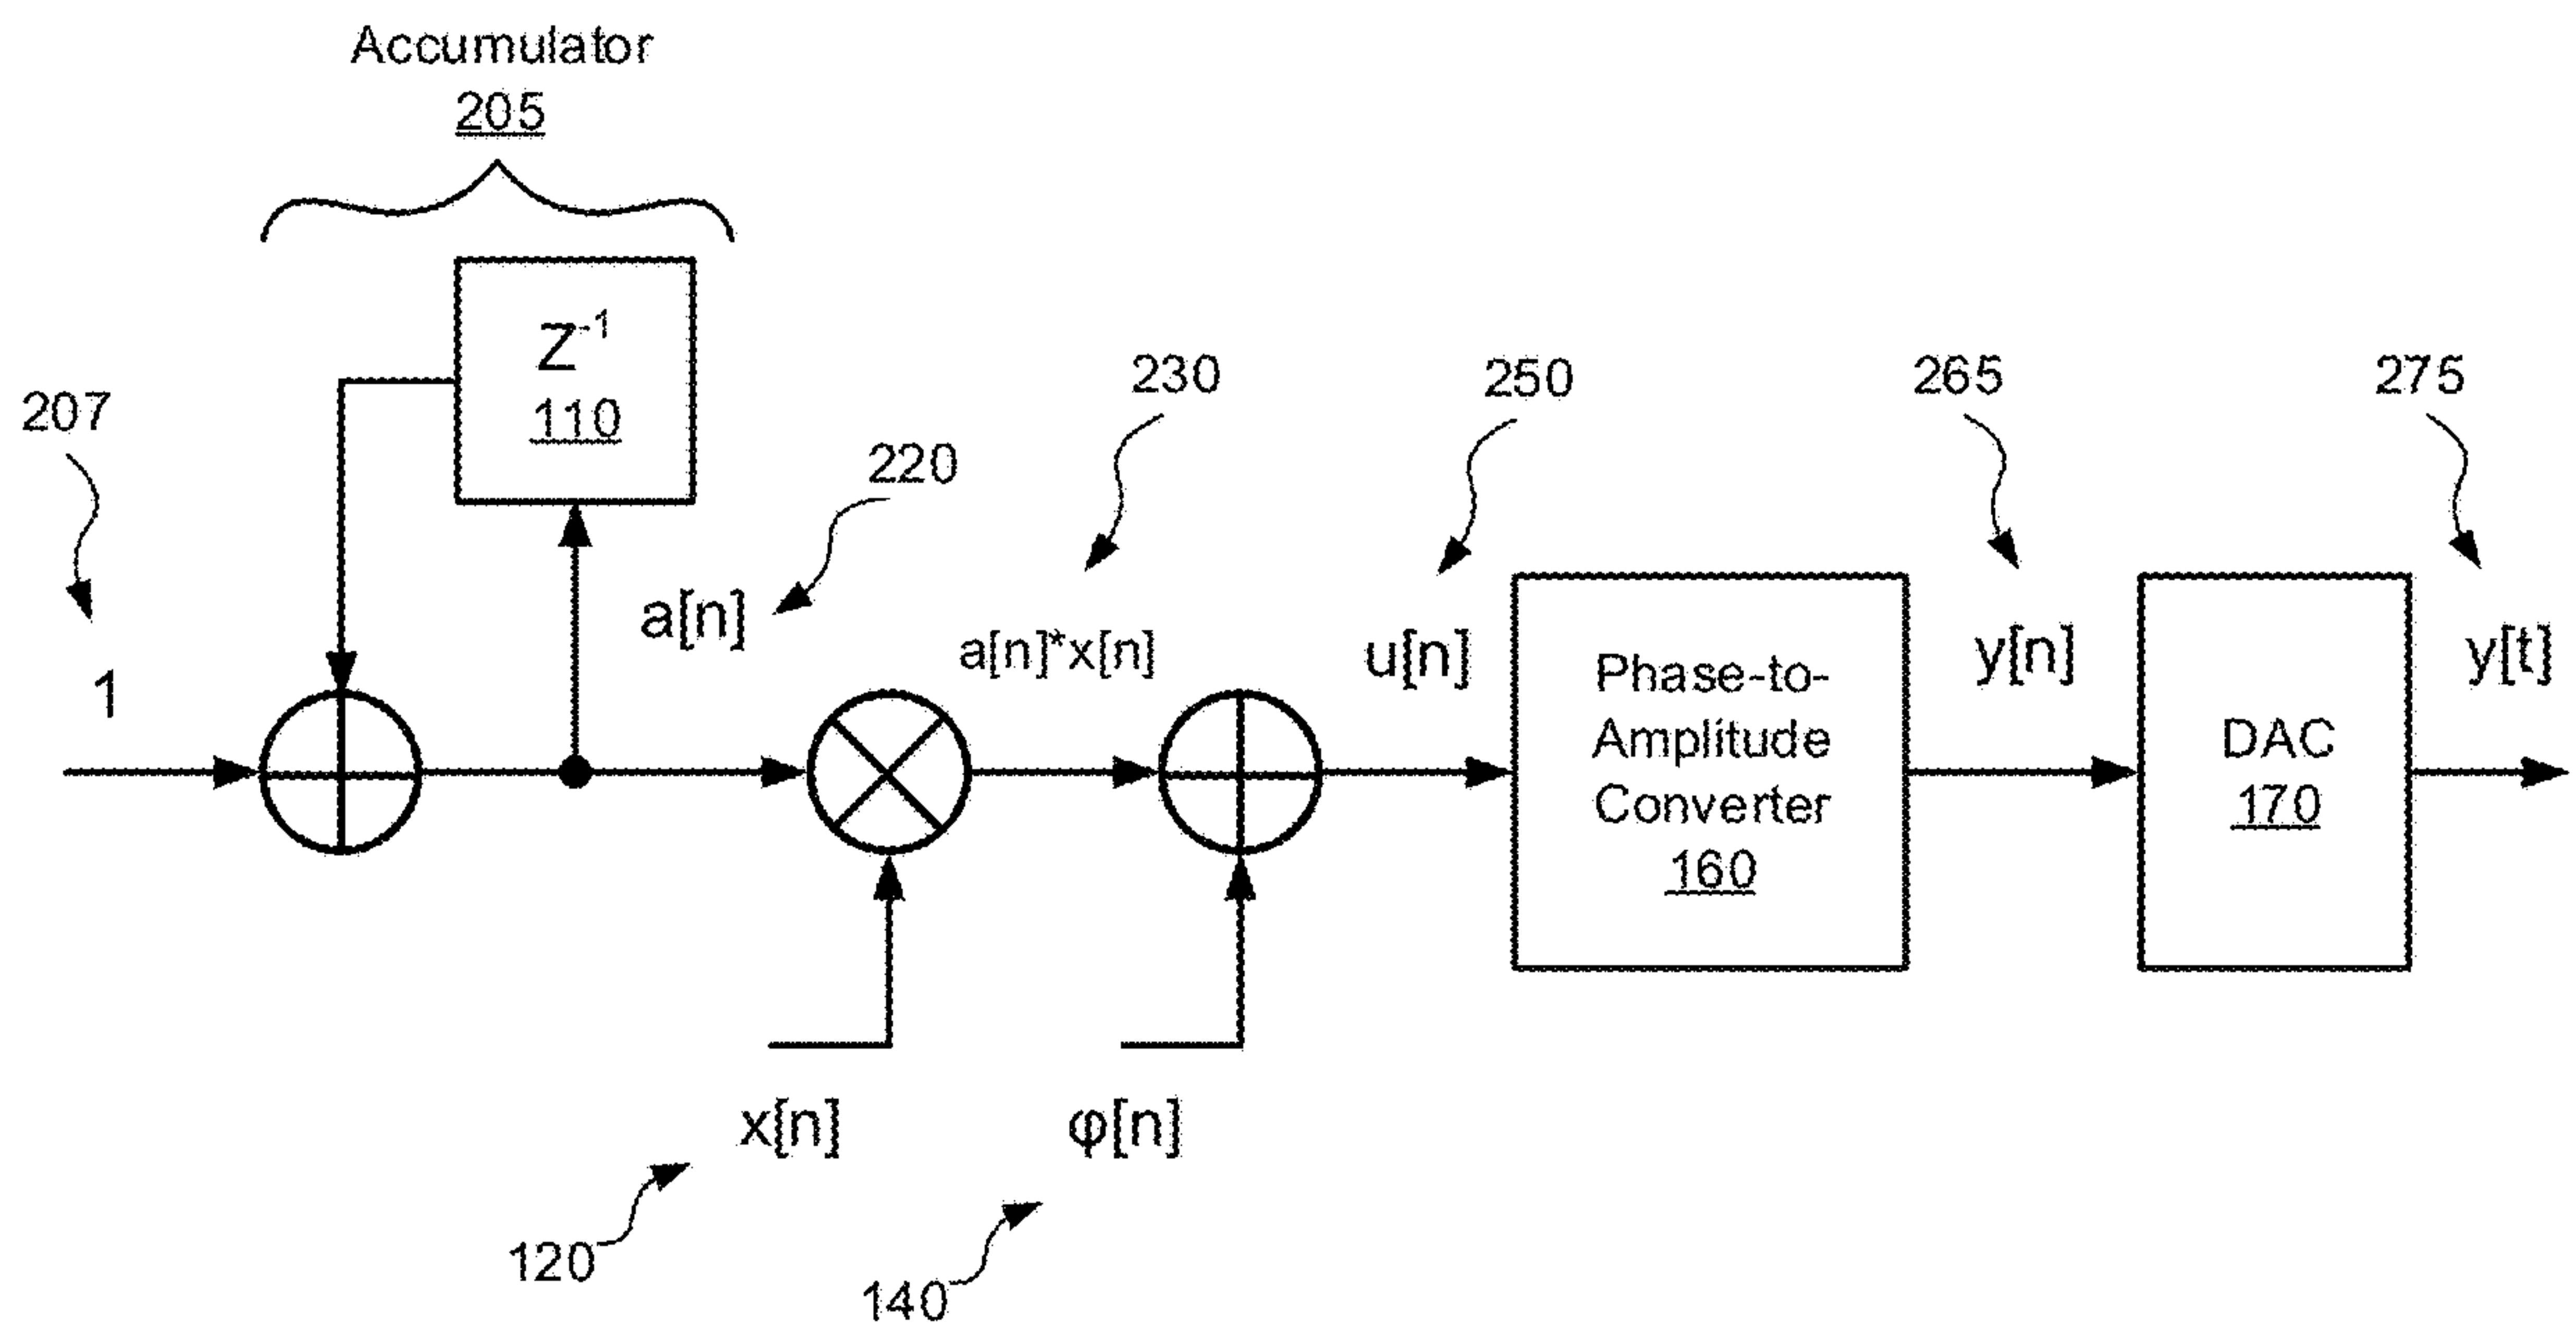 Accumulator
205
Z-1
110
207
220
230
250
265
275
1
a[n]
a[n]*x[n]
u[n]
Phase-to-
Amplitude
Converter
160
y[n]
DAC
170
y[t]
x[n]
φ[n]
120
140